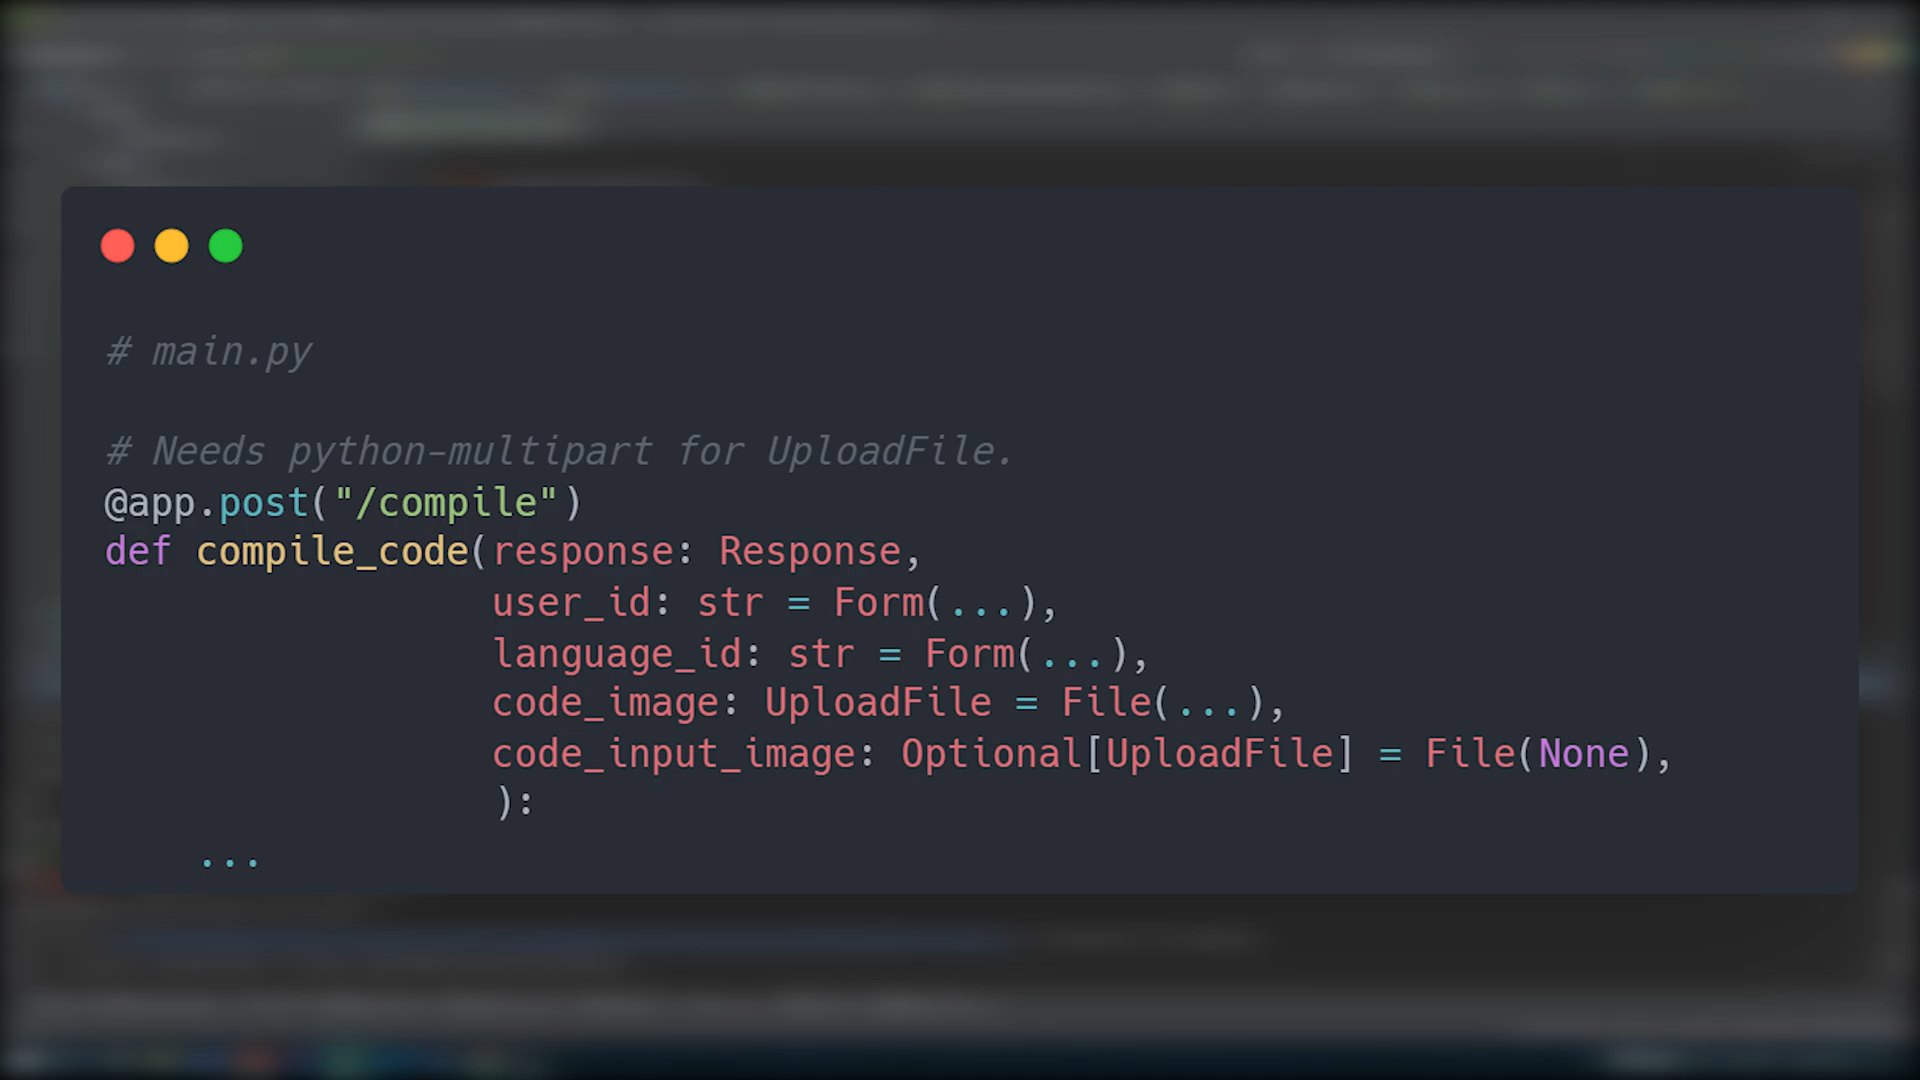 # main.py
# Needs python-multipart for UploadFile.
@app.post("/compile")
def compile_code(response: Response,
user_id: str = Form(...),
language_id: str = Form(...),
code_image: UploadFile = File(...),
code_input_image: Optional[UploadFile] = File(None),
):
...